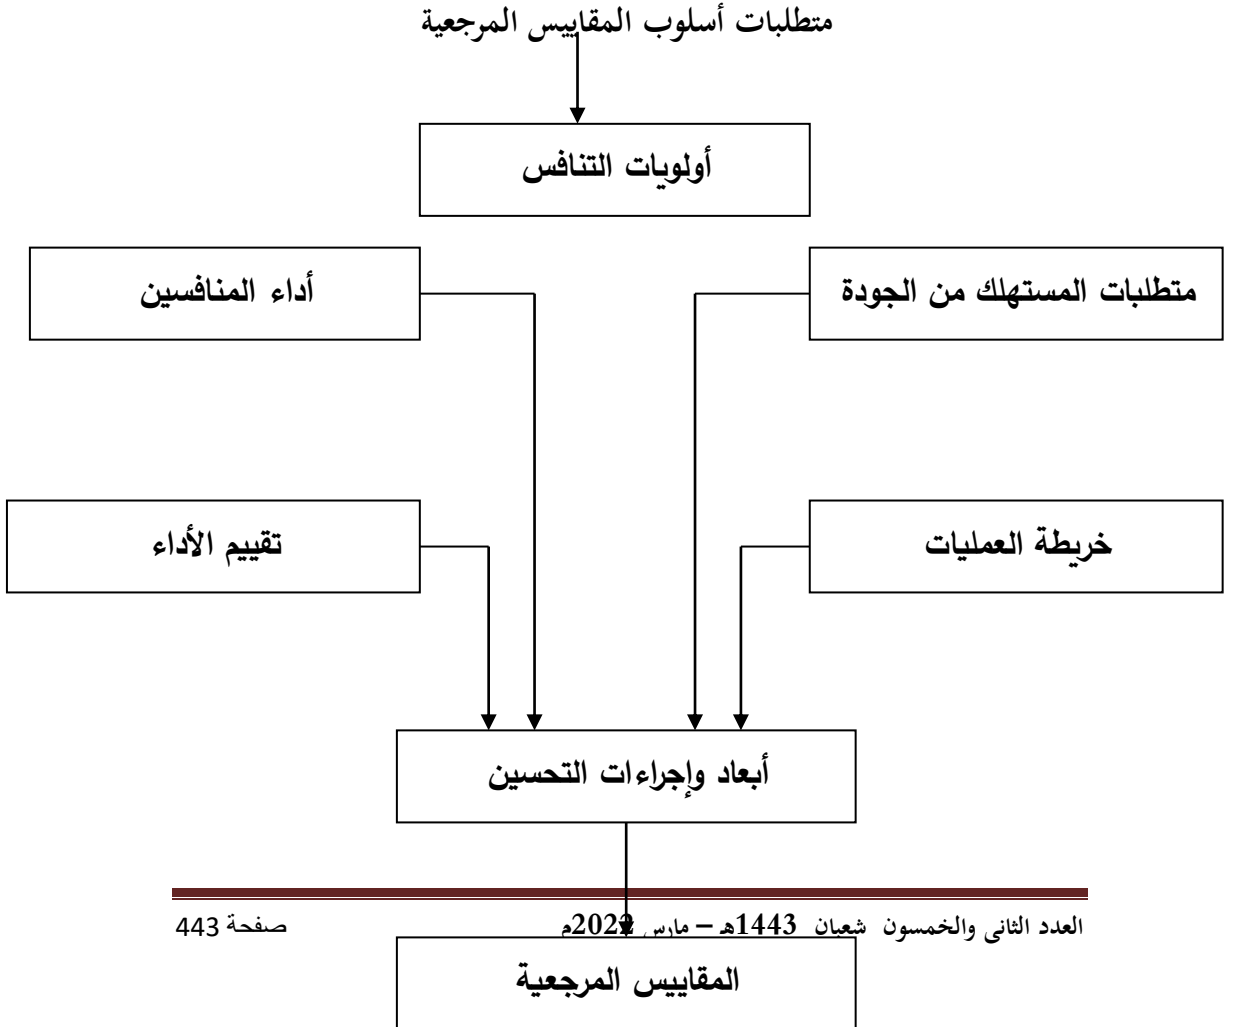 متطلبات أسلوب المقاييس المرجعية
أولويات التنافس
متطلبات المستهلك من الجودة
أداء المنافسين
خريطة العمليات
تقييم الأداء
أبعاد وإجراءات التحسين
العدد الثانى والخمسون شعبان 1443هـ – مارس 2022م
صفحة 443
المقاييس المرجعية